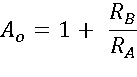 A_o = 1 + R_B / R_A